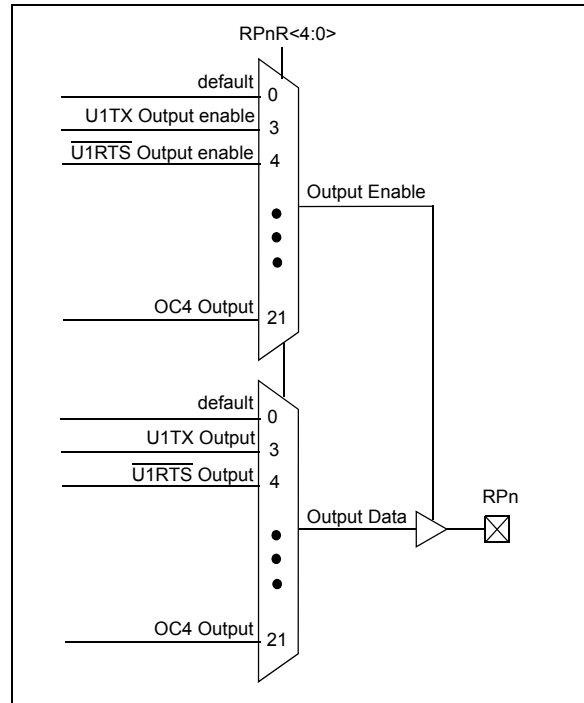 RPnR<4:0>
default
0
U1TX Output enable
3
U1RTS Output enable
4
Output Enable
OC4 Output
21
default
0
U1TX Output
3
U1RTS Output
4
RPn
Output Data
OC4 Output
21